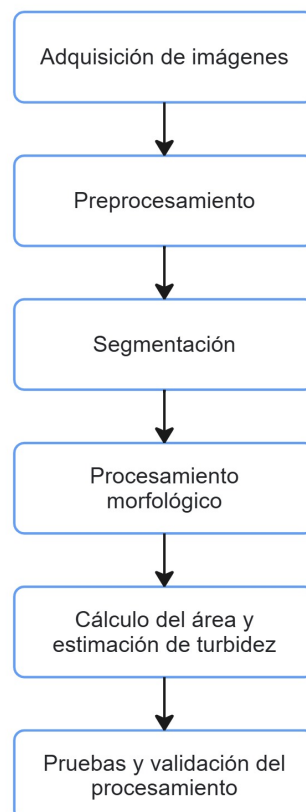 Adquisición de imágenes
Preprocesamiento
Segmentación
Procesamiento
morfológico
Cálculo del área y
estimación de turbidez
Pruebas y validación del
procesamiento